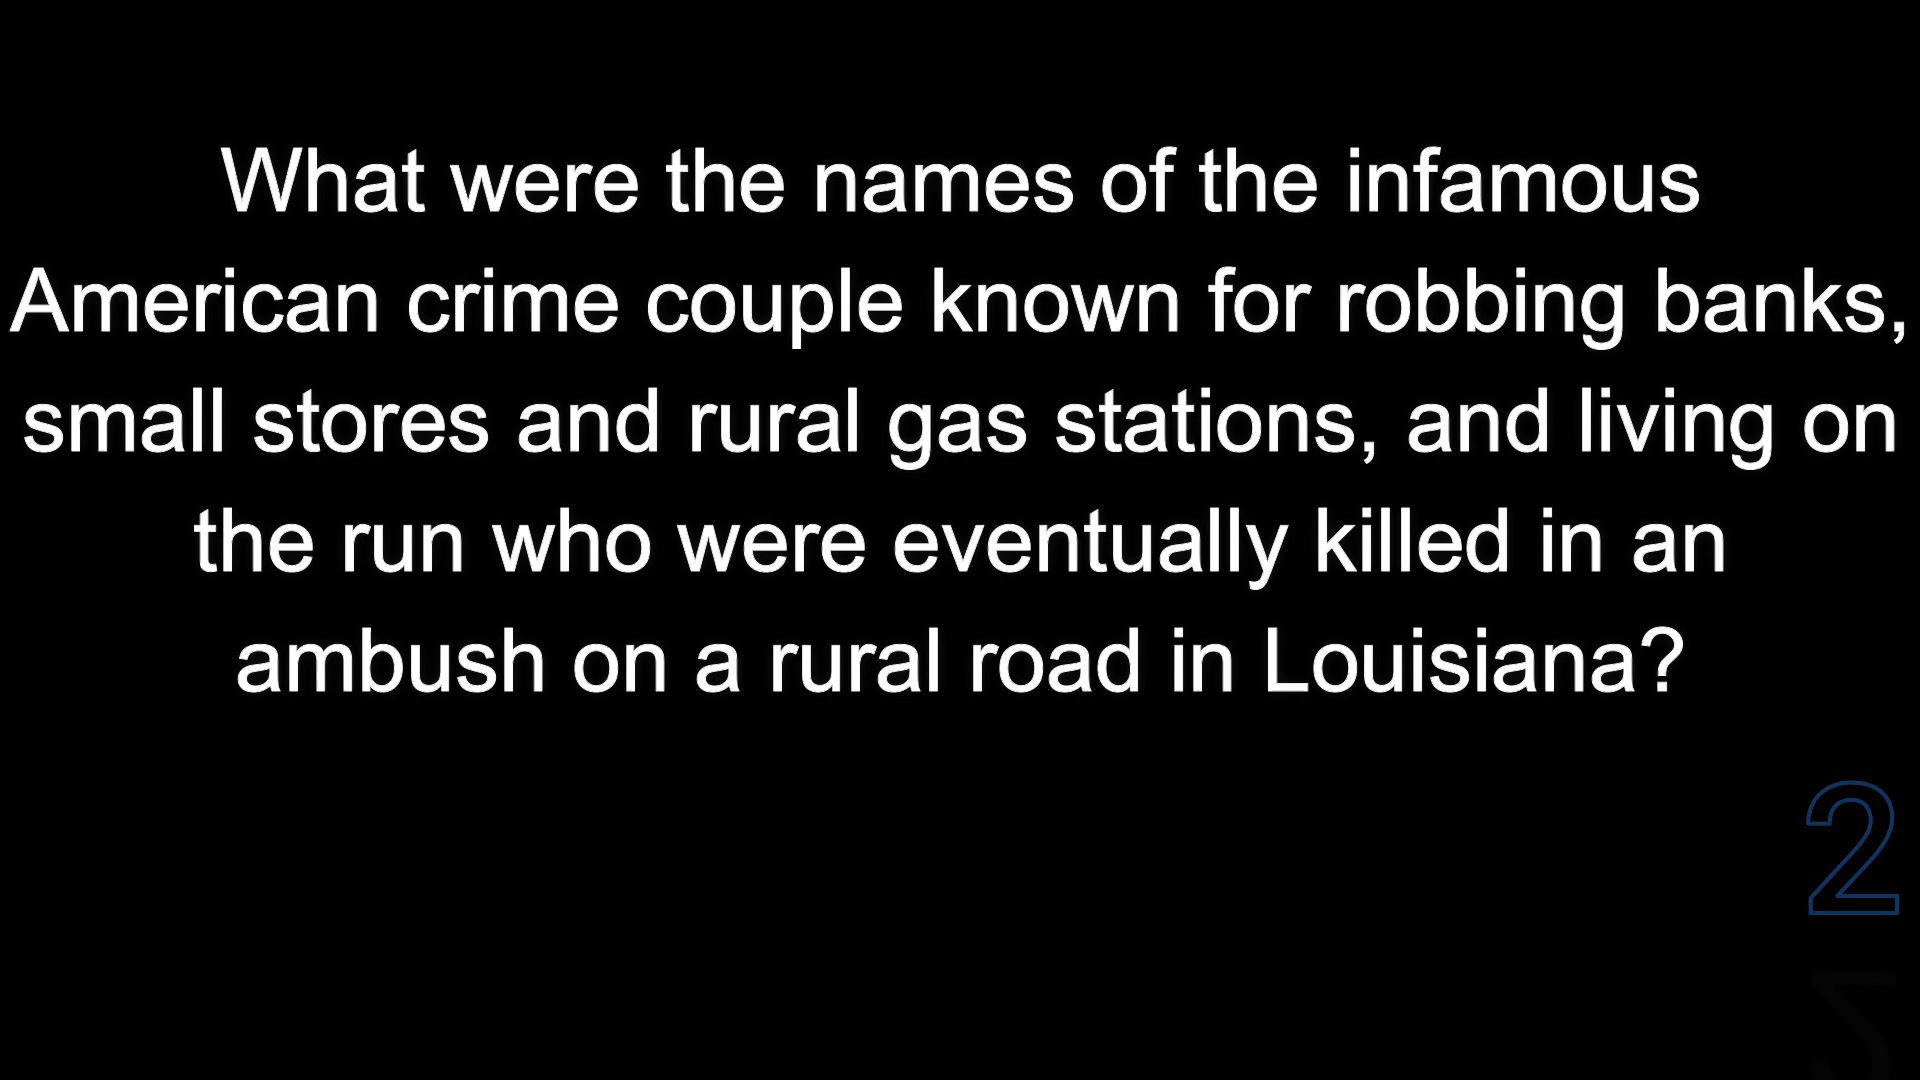 What were the names of the infamous
American crime couple known for robbing banks,
small stores and rural gas stations, and living on
the run who were eventually killed in an
ambush on a rural road in Louisiana?
2